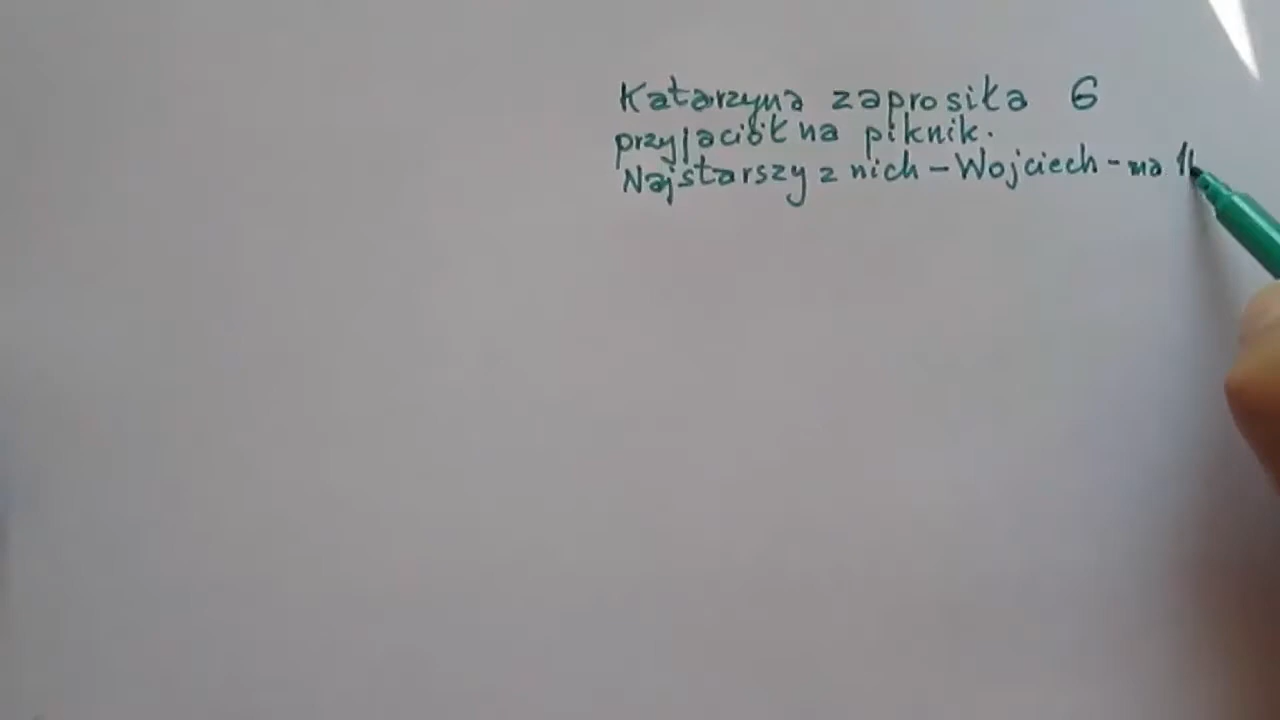 Katarzyna zaprosiła 6
przyjaciół na piknik.
Najstarszy z nich - Wojciech - ma